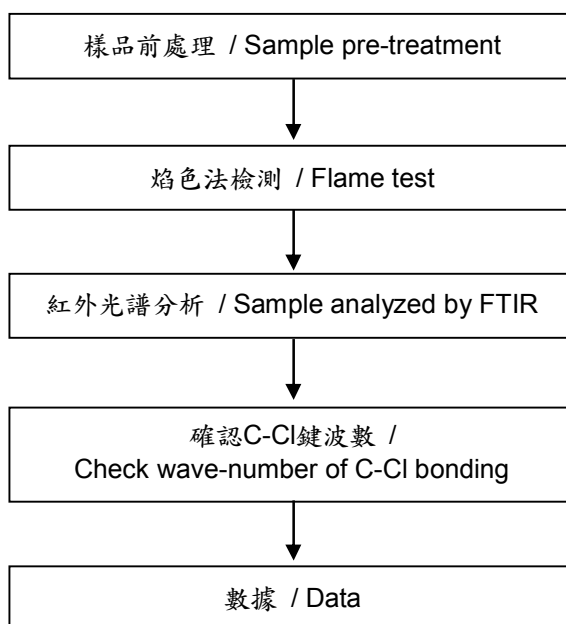 樣品前處理 / Sample pre-treatment
焰色法檢測 / Flame test
紅外光譜分析 / Sample analyzed by FTIR
確認C-Cl鍵波數 /
Check wave-number of C-Cl bonding
數據 / Data